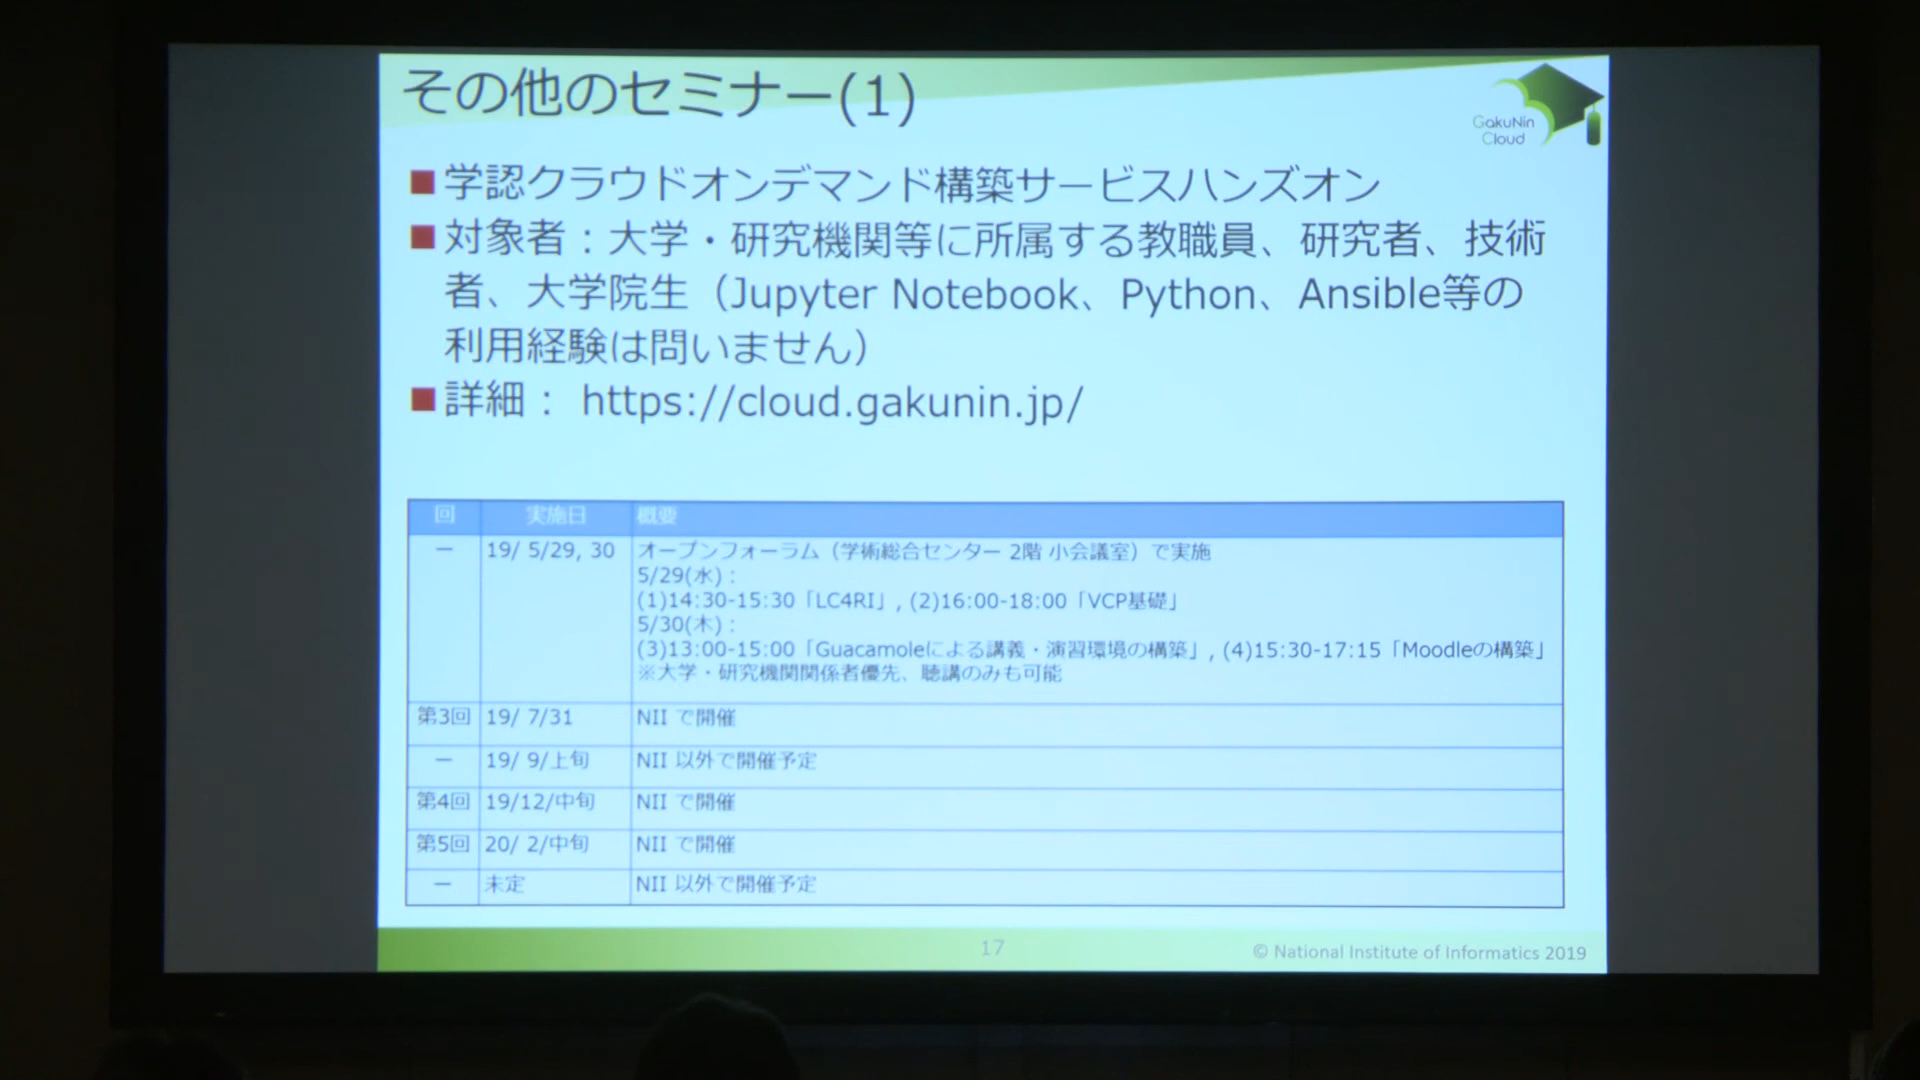 その他のセミナー(1)
GakuNin
Cloud
■学認クラウドオンデマンド構築サービスハンズオン
■対象者：大学・研究機関等に所属する教職員、研究者、技術
者、大学院生（Jupyter Notebook、Python、Ansible等の
利用経験は問いません）
■詳細： https://cloud.gakunin.jp/
回 実施日 概要
ー 19/ 5/29, 30 オープンフォーラム（学術総合センター 2階 小会議室）で実施
5/29(水)：
(1)14:30-15:30「LC4RI」, (2)16:00-18:00「VCP基礎」
5/30(木)：
(3)13:00-15:00「Guacamoleによる講義・演習環境の構築」, (4)15:30-17:15「Moodleの構築」
※大学・研究機関関係者優先、聴講のみも可能
第3回 19/ 7/31 NII で開催
ー 19/ 9/上旬 NII 以外で開催予定
第4回 19/12/中旬 NII で開催
第5回 20/ 2/中旬 NII で開催
ー 未定 NII 以外で開催予定
17
© National Institute of Informatics 2019